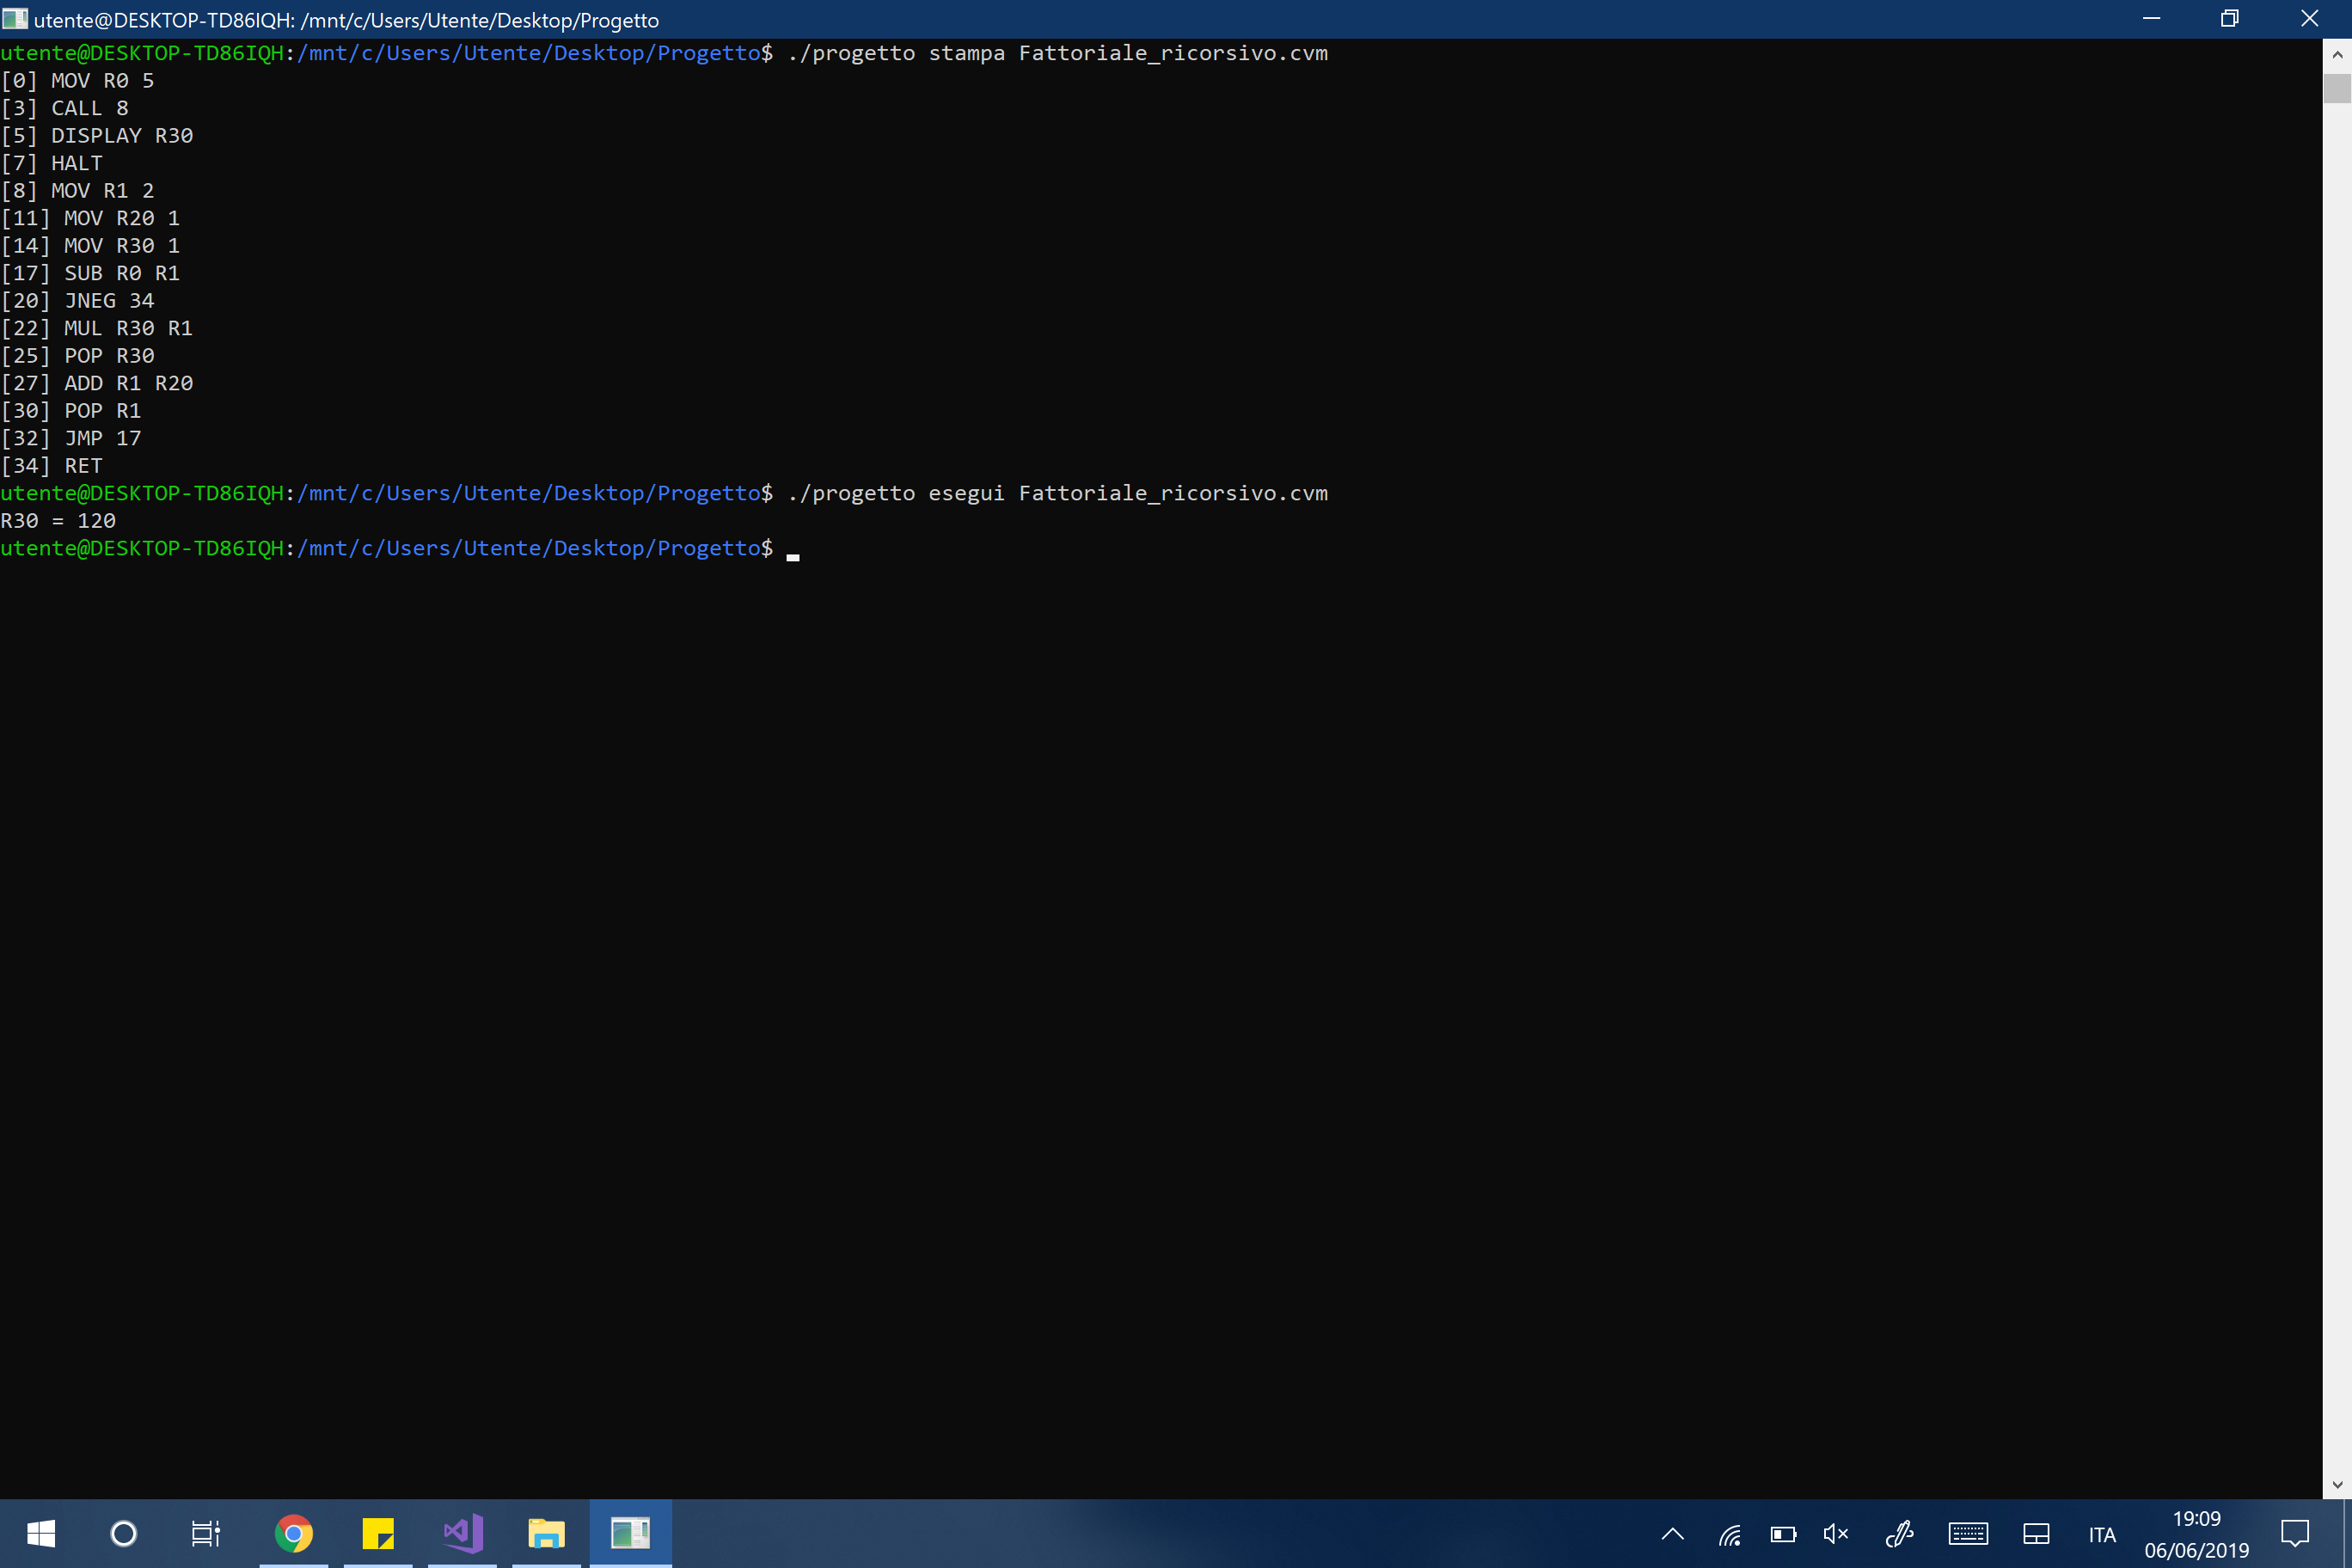 utente@DESKTOP-TD86IQH: /mnt/c/Users/Utente/Desktop/Progetto
utente@DESKTOP-TD86IQH:/mnt/c/Users/Utente/Desktop/Progetto$ ./progetto stampa Fattoriale_ricorsivo.cvm
[0] MOV R0 5
[3] CALL 8
[5] DISPLAY R30
[7] HALT
[8] MOV R1 2
[11] MOV R20 1
[14] MOV R30 1
[17] SUB R0 R1
[20] JNEG 34
[22] MUL R30 R1
[25] POP R30
[27] ADD R1 R20
[30] POP R1
[32] JMP 17
[34] RET
utente@DESKTOP-TD86IQH:/mnt/c/Users/Utente/Desktop/Progetto$ ./progetto esegui Fattoriale_ricorsivo.cvm
R30 = 120
utente@DESKTOP-TD86IQH:/mnt/c/Users/Utente/Desktop/Progetto$
ITA
19:09
06/06/2019